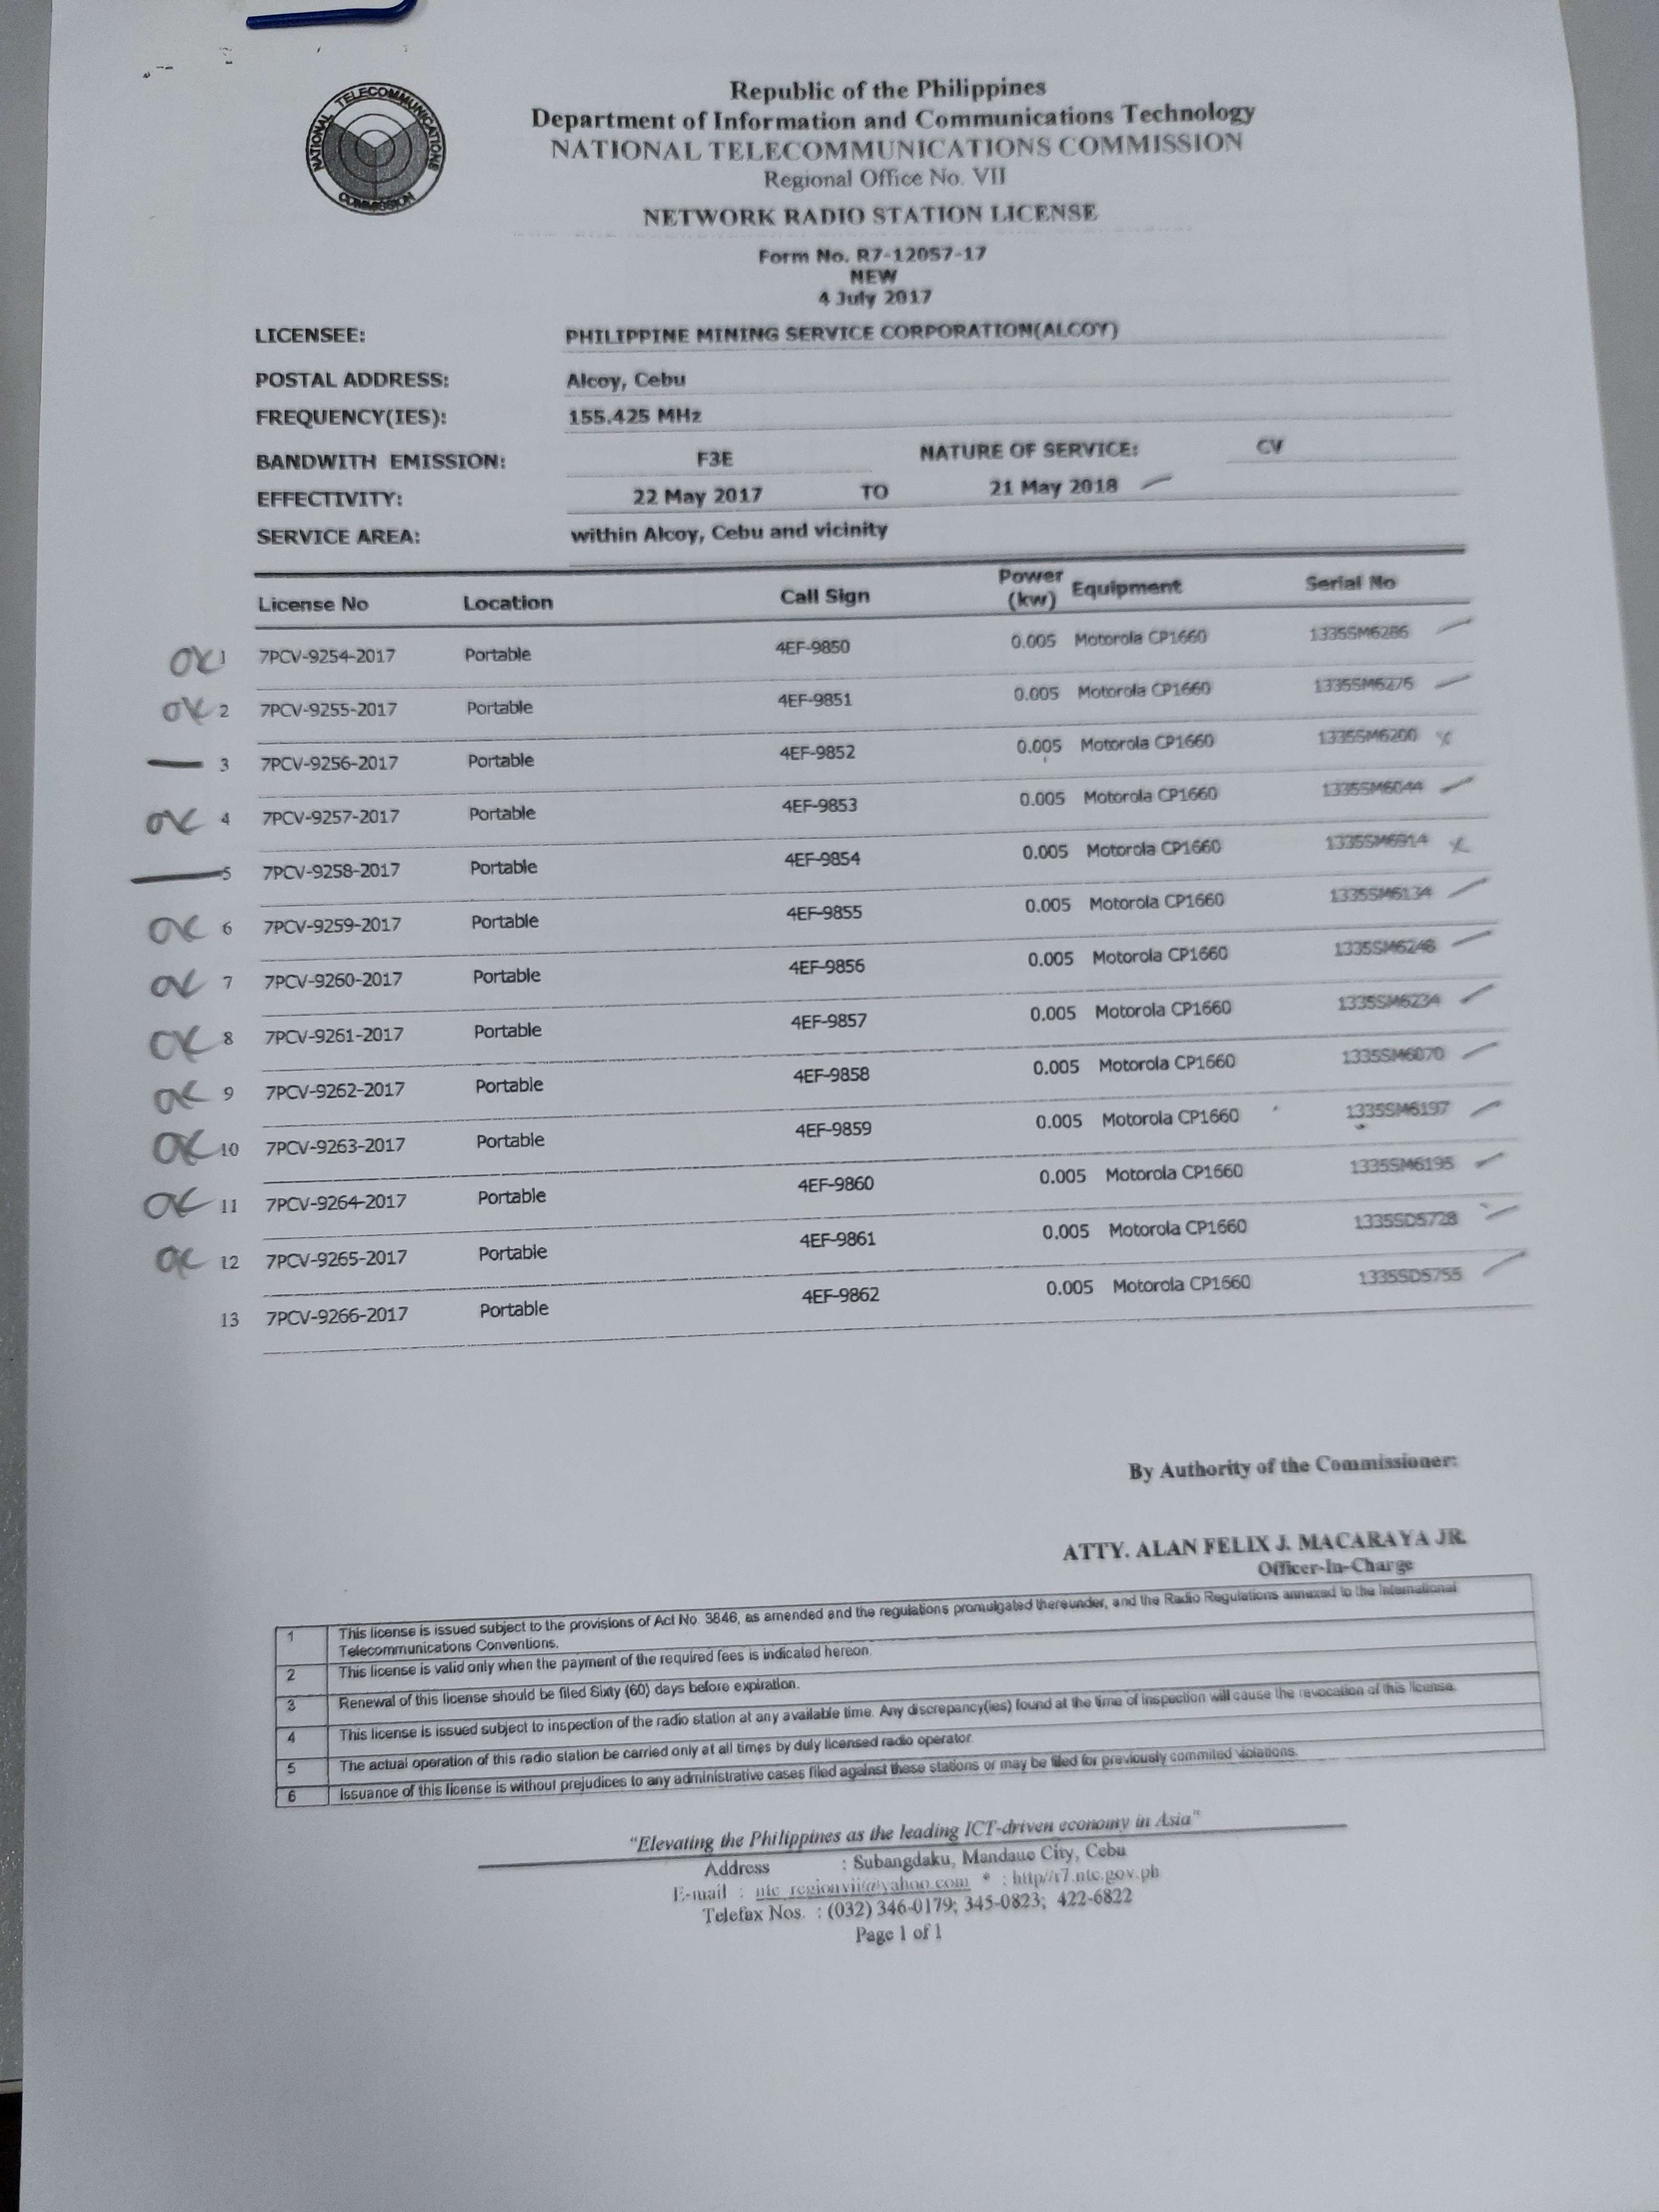 NATIONAL TELECOMMUNICATIONS COMMISSION
Republic of the Philippines
Department of Information and Communications Technology
NATIONAL TELECOMMUNICATIONS COMMISSION
Regional Office No. VII
NETWORK RADIO STATION LICENSE
Form No. R7-12057-17
NEW
4 July 2017
LICENSEE: PHILIPPINE MINING SERVICE CORPORATION(ALCOY)
POSTAL ADDRESS: Alcoy, Cebu
FREQUENCY(IES): 155.425 MHz
BANDWITH EMISSION: F3E NATURE OF SERVICE: CV
EFFECTIVITY: 22 May 2017 TO 21 May 2018
SERVICE AREA: within Alcoy, Cebu and vicinity
License No Location Call Sign Power (kw) Equipment Serial No
OK 1 7PCV-9254-2017 Portable 4EF-9850 0.005 Motorola CP1660 1335SM6286
OK 2 7PCV-9255-2017 Portable 4EF-9851 0.005 Motorola CP1660 1335SM6276
3 7PCV-9256-2017 Portable 4EF-9852 0.005 Motorola CP1660 1335SM6200 x
OK 4 7PCV-9257-2017 Portable 4EF-9853 0.005 Motorola CP1660 1335SM6044
5 7PCV-9258-2017 Portable 4EF-9854 0.005 Motorola CP1660 x
OK 6 7PCV-9259-2017 Portable 4EF-9855 0.005 Motorola CP1660 1335SM6134
OK 7 7PCV-9260-2017 Portable 4EF-9856 0.005 Motorola CP1660
OK 8 7PCV-9261-2017 Portable 4EF-9857 0.005 Motorola CP1660 1335SM6234
OK 9 7PCV-9262-2017 Portable 4EF-9858 0.005 Motorola CP1660 1335SM6070
OK 10 7PCV-9263-2017 Portable 4EF-9859 0.005 Motorola CP1660 1335SM6197
OK 11 7PCV-9264-2017 Portable 4EF-9860 0.005 Motorola CP1660 1335SM6195
OK 12 7PCV-9265-2017 Portable 4EF-9861 0.005 Motorola CP1660 1335SD5728
13 7PCV-9266-2017 Portable 4EF-9862 0.005 Motorola CP1660 1335SD5755
By Authority of the Commissioner:
ATTY. ALAN FELIX J. MACARAYA JR.
Officer-In-Charge
1 This license is issued subject to the provisions of Act No. 3846, as amended and the regulations promulgated thereunder, and the Radio Regulations annexed to the International
Telecommunications Conventions.
2 This license is valid only when the payment of the required fees is indicated hereon.
3 Renewal of this license should be filed Sixty (60) days before expiration.
4 This license is issued subject to inspection of the radio station at any available time. Any discrepancy(ies) found at the time of inspection will cause the revocation of this license.
5 The actual operation of this radio station be carried only at all times by duly licensed radio operator.
6 Issuance of this license is without prejudices to any administrative cases filed against these stations or may be filed for previously commited violations.
"Elevating the Philippines as the leading ICT-driven economy in Asia"
Address : Subangdaku, Mandaue City, Cebu
E-mail : ntc_regionvii@yahoo.com * : http//r7.ntc.gov.ph
Telefax Nos. : (032) 346-0179; 345-0823; 422-6822
Page 1 of 1